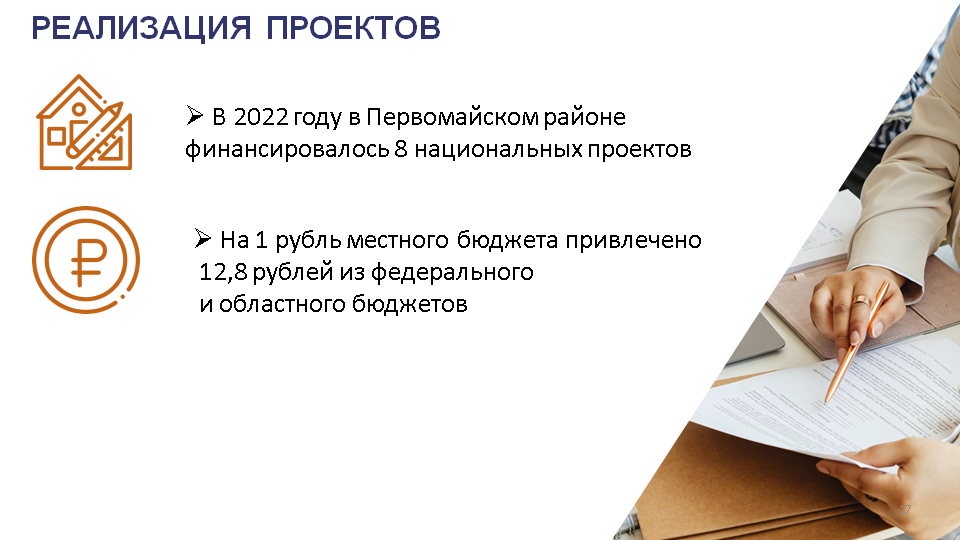 РЕАЛИЗАЦИЯ ПРОЕКТОВ
➢ В 2022 году в Первомайском районе
финансировалось 8 национальных проектов
➢ На 1 рубль местного бюджета привлечено
12,8 рублей из федерального
и областного бюджетов